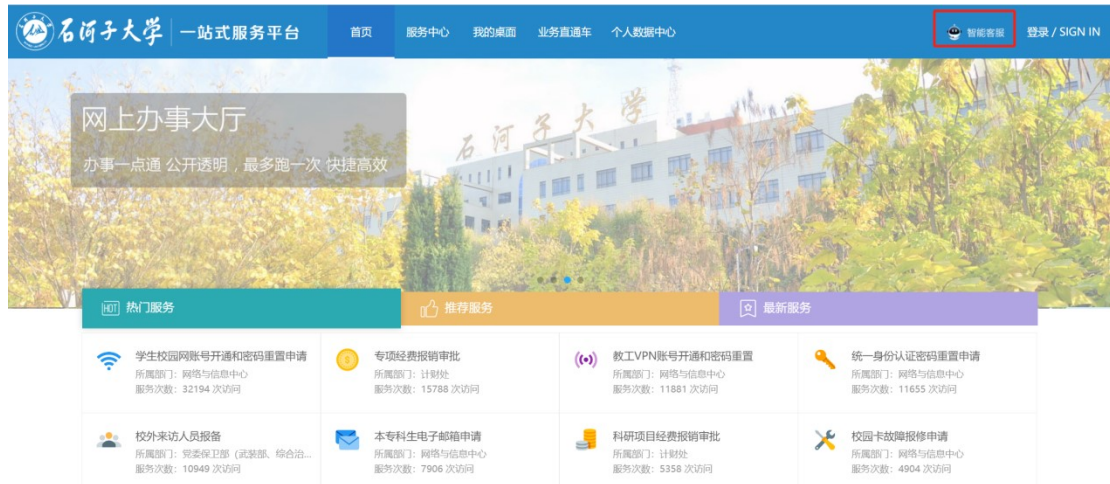 石河子大学 一站式服务平台 首页 服务中心 我的桌面 业务直通车 个人数据中心 智能客服 登录 / SIGN IN
石河子大学
网上办事大厅
办事一点通 公开透明，最多跑一次 快捷高效
HOT 热门服务 推荐服务 最新服务
学生校园网账号开通和密码重置申请
所属部门：网络与信息中心
服务次数：32194 次访问
专项经费报销审批
所属部门：计财处
服务次数：15788 次访问
教工VPN账号开通和密码重置
所属部门：网络与信息中心
服务次数：11881 次访问
统一身份认证密码重置申请
所属部门：网络与信息中心
服务次数：11655 次访问
校外来访人员报备
所属部门：党委保卫部（武装部、综合治...
服务次数：10949 次访问
本专科生电子邮箱申请
所属部门：网络与信息中心
服务次数：7906 次访问
科研项目经费报销审批
所属部门：计财处
服务次数：5358 次访问
校园卡故障报修申请
所属部门：网络与信息中心
服务次数：4904 次访问